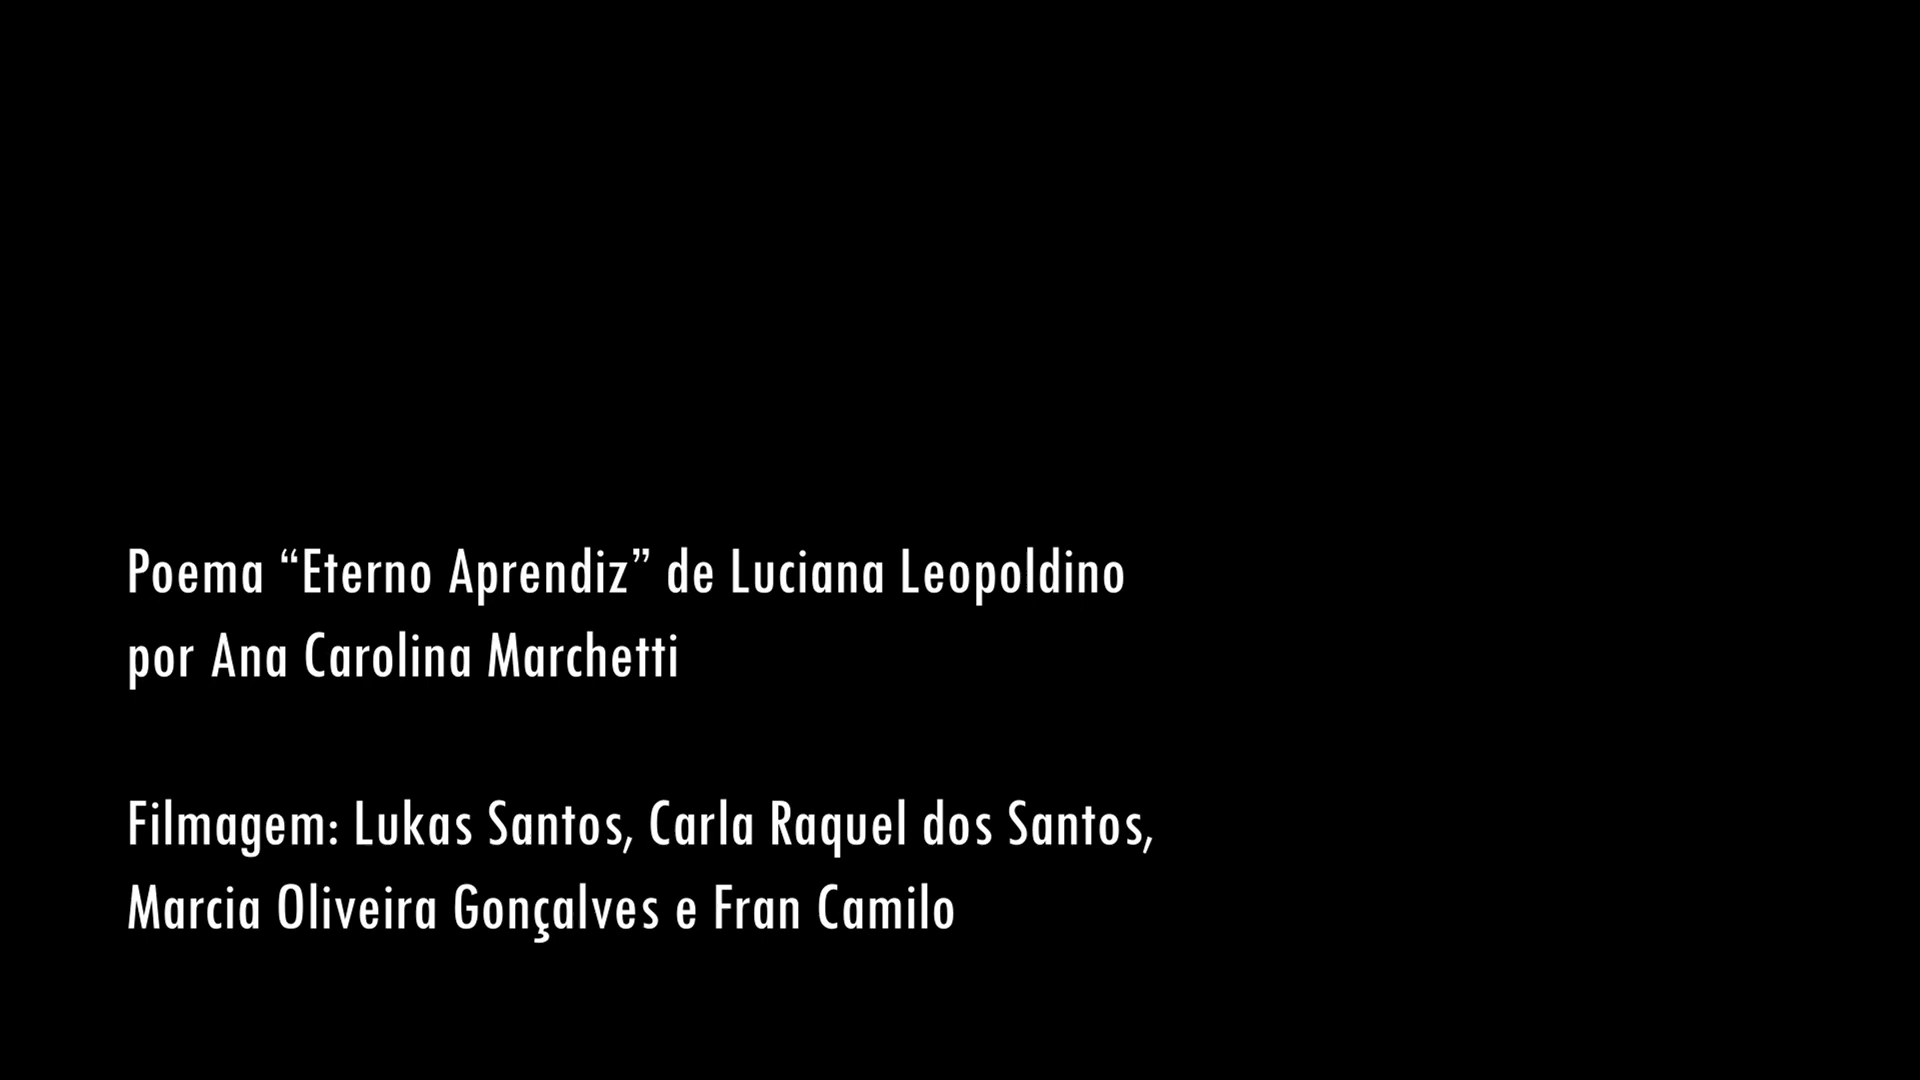 Poema “Eterno Aprendiz” de Luciana Leopoldino
por Ana Carolina Marchetti
Filmagem: Lukas Santos, Carla Raquel dos Santos,
Marcia Oliveira Gonçalves e Fran Camilo